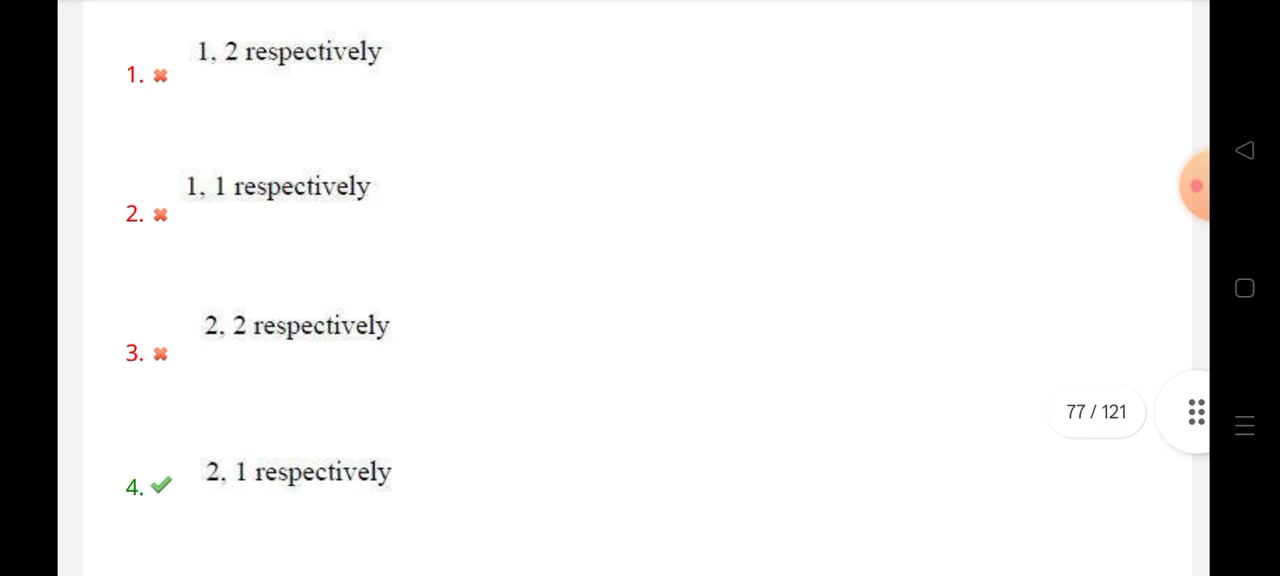 1, 2 respectively
1.
1, 1 respectively
2.
2, 2 respectively
3.
77 / 121
2, 1 respectively
4.